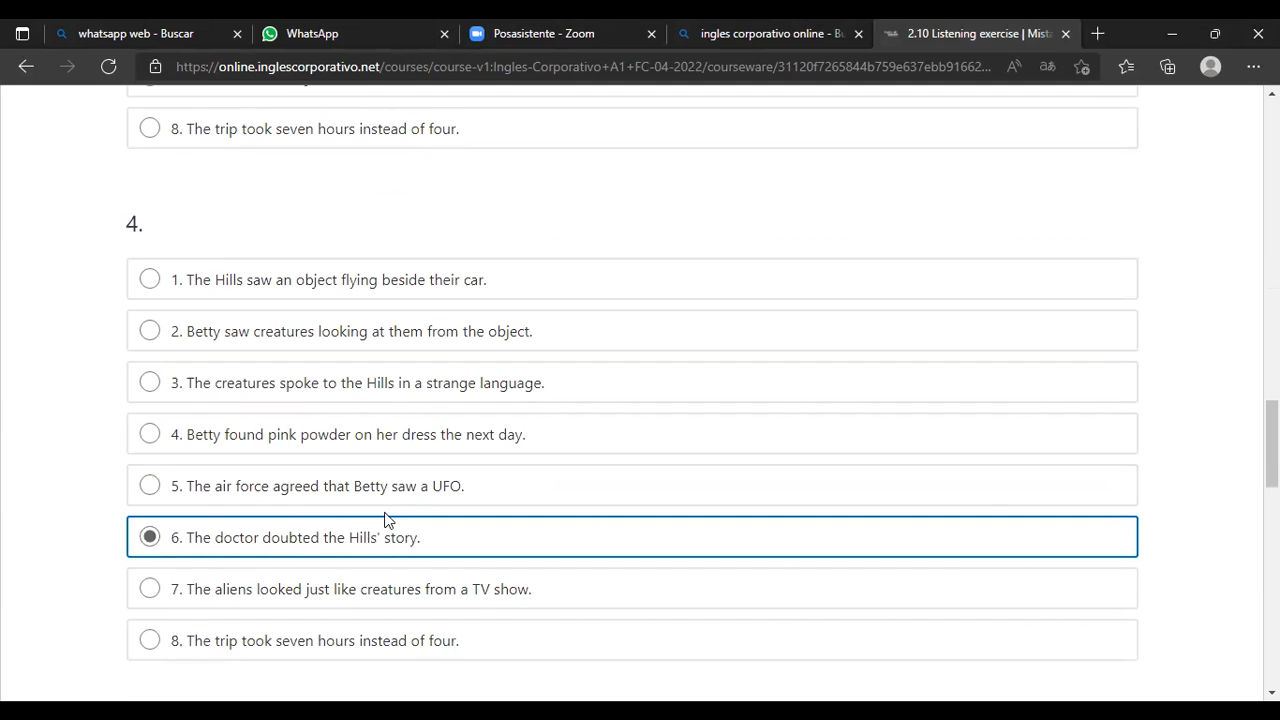 whatsapp web - Buscar
WhatsApp
Posasistente - Zoom
ingles corporativo online - B
2.10 Listening exercise | Mist
https://online.inglescorporativo.net/courses/course-v1:Ingles-Corporativo+A1+FC-04-2022/courseware/31120f7265844b759e637ebb91662...
8. The trip took seven hours instead of four.
4.
1. The Hills saw an object flying beside their car.
2. Betty saw creatures looking at them from the object.
3. The creatures spoke to the Hills in a strange language.
4. Betty found pink powder on her dress the next day.
5. The air force agreed that Betty saw a UFO.
6. The doctor doubted the Hills' story.
7. The aliens looked just like creatures from a TV show.
8. The trip took seven hours instead of four.